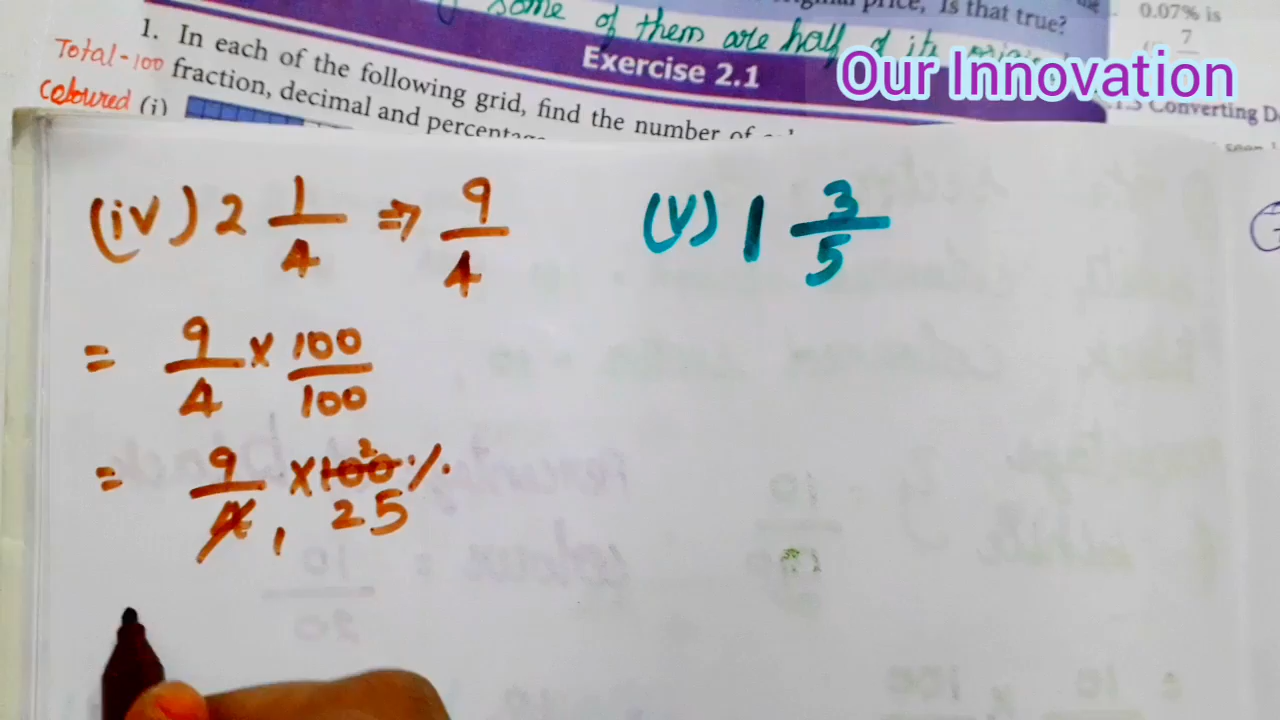 some of them are half of its
original price, Is that true?
0.07% is
7
Exercise 2.1
Our Innovation
1. In each of the following grid, find the number of
Total - 100
fraction, decimal and percentage
coloured (i)
Converting D
(iv) 2 1/4 ⇒ 9/4
(v) 1 3/5
= 9/4 × 100/100
= 9/4 × 100 %
1 25